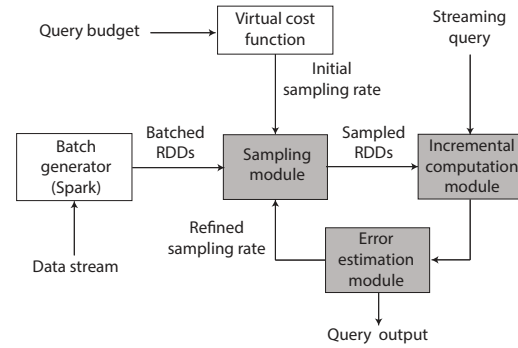 Query budget
Virtual cost
function
Streaming
query
Initial
sampling rate
Batch
generator
(Spark)
Batched
RDDs
Sampling
module
Sampled
RDDs
Incremental
computation
module
Data stream
Refined
sampling rate
Error
estimation
module
Query output